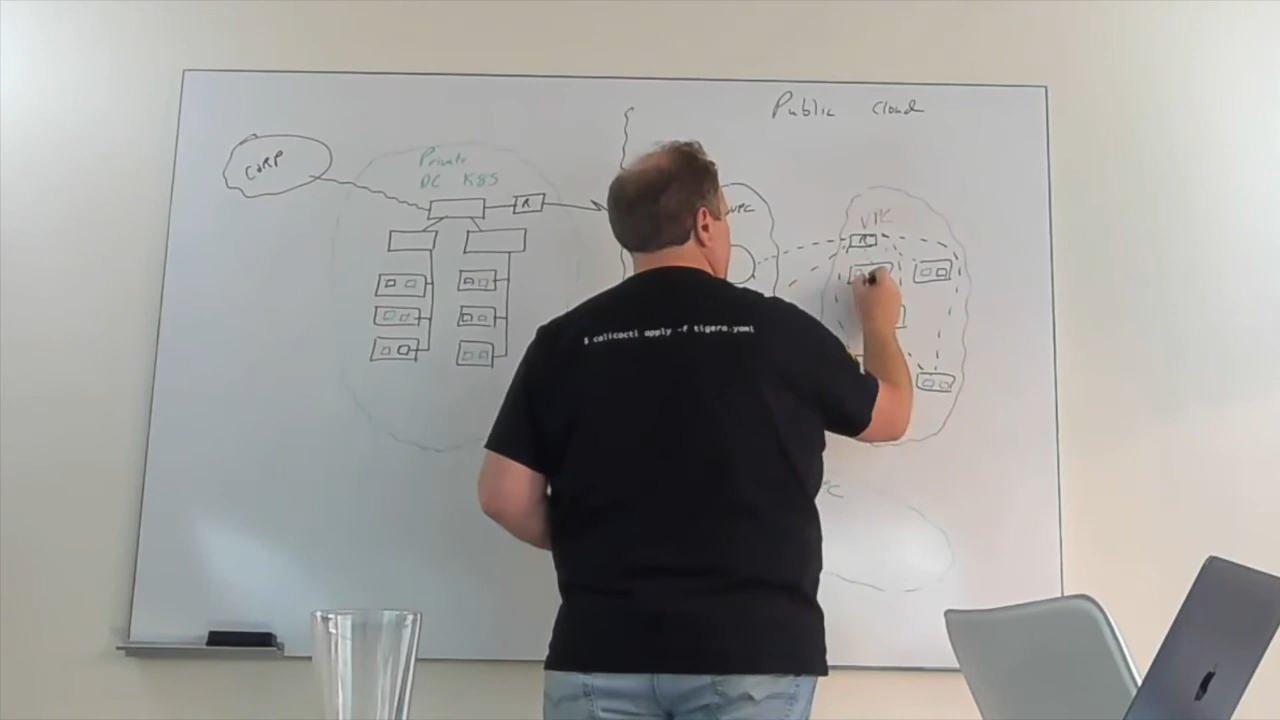 Public Cloud
CORP
Private
DC K8S
R
VPC
VPC
R
$ calicoctl apply -f tigera.yaml